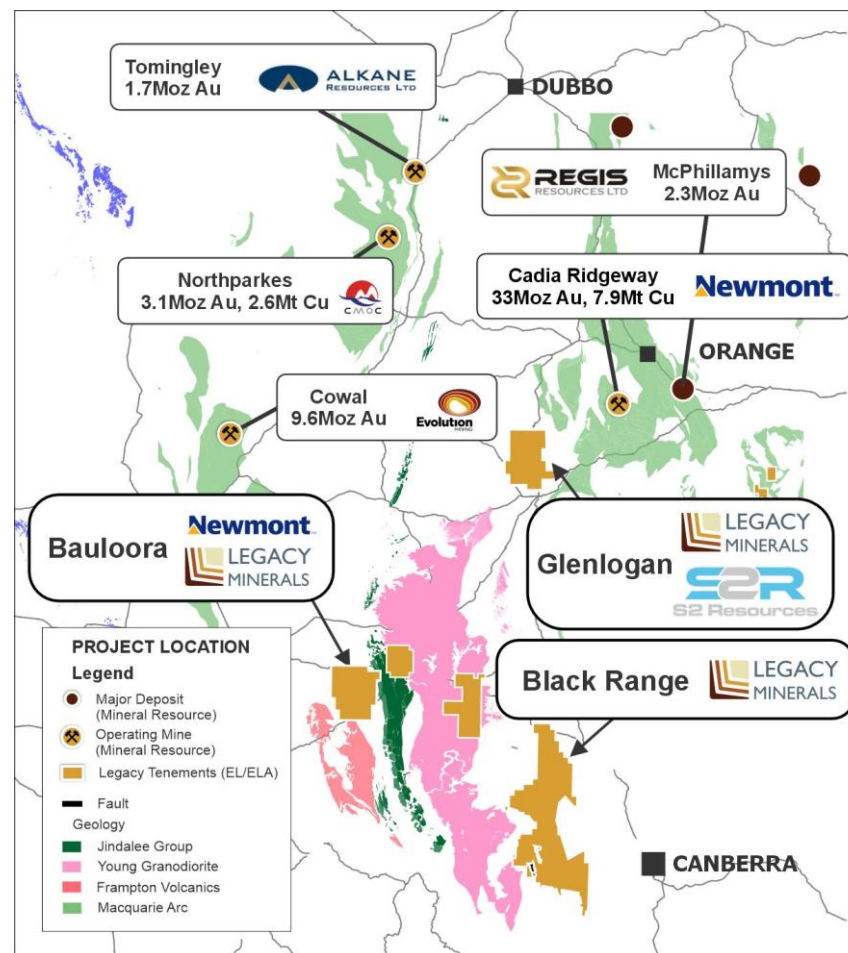 Tomingley
1.7Moz Au
ALKANE
RESOURCES LTD
DUBBO
REGIS
RESOURCES LTD
McPhillamys
2.3Moz Au
Northparkes
3.1Moz Au, 2.6Mt Cu
CMOC
Cadia Ridgeway
33Moz Au, 7.9Mt Cu
Newmont™
ORANGE
Cowal
9.6Moz Au
Evolution
MINING
Bauloora
Newmont™
LEGACY
MINERALS
Glenlogan
LEGACY
MINERALS
S2R
S2 Resources
Black Range
LEGACY
MINERALS
PROJECT LOCATION
Legend
Major Deposit
(Mineral Resource)
Operating Mine
(Mineral Resource)
Legacy Tenements (EL/ELA)
Fault
Geology
Jindalee Group
Young Granodiorite
Frampton Volcanics
Macquarie Arc
CANBERRA